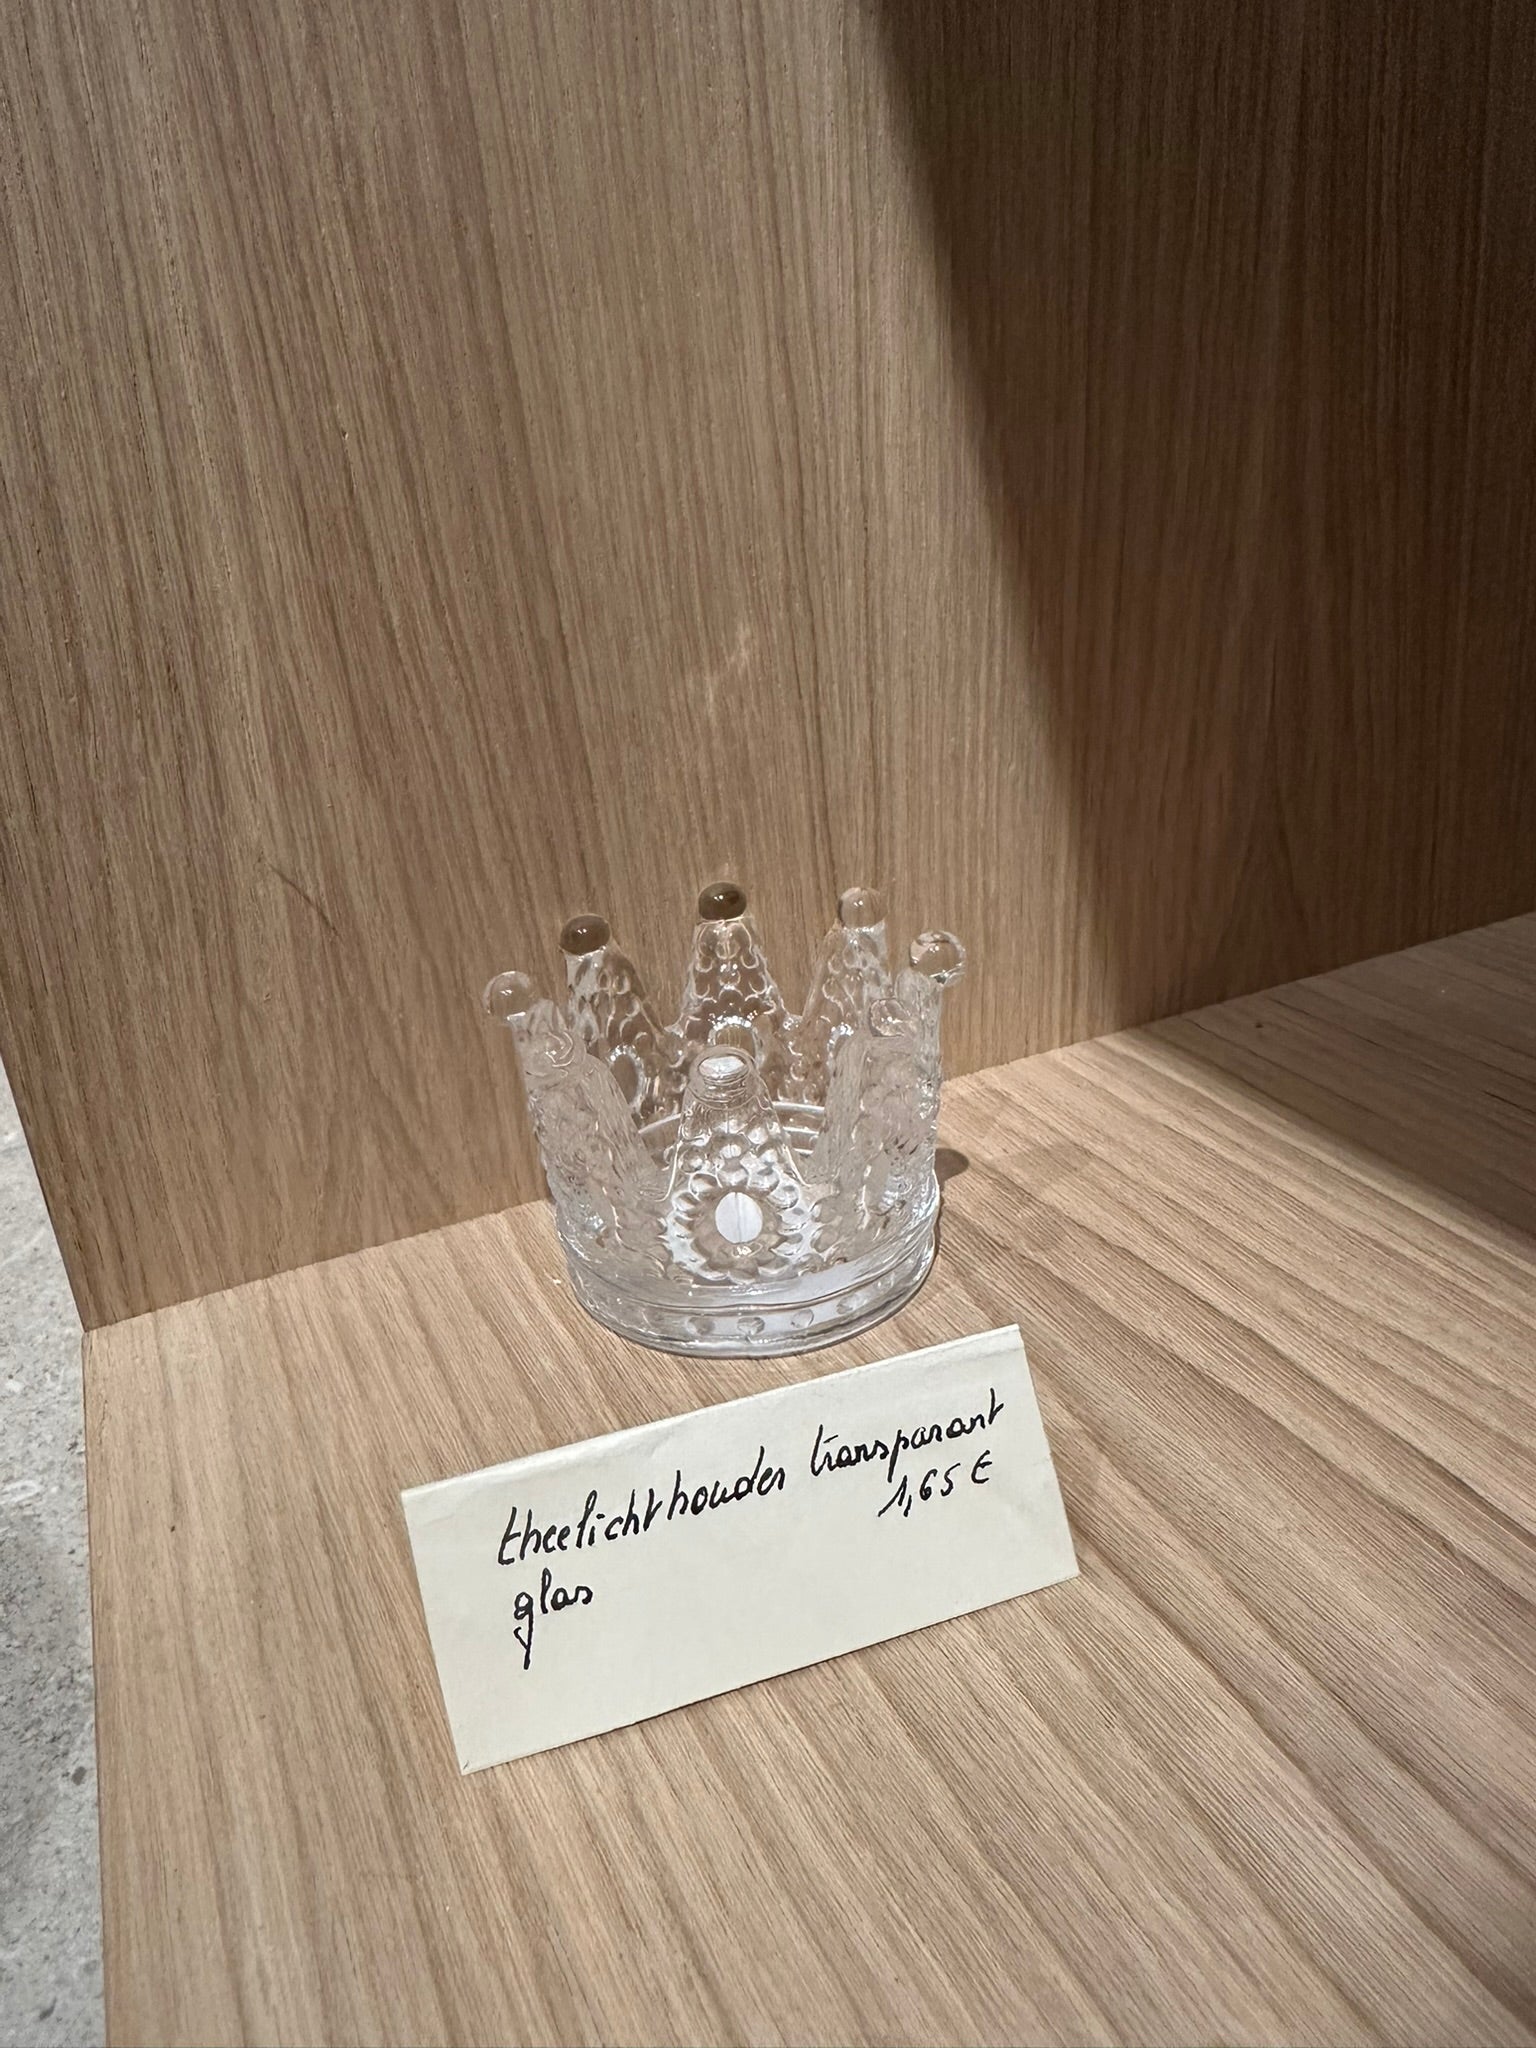 theelichthouder transparant
1,65 €
glas